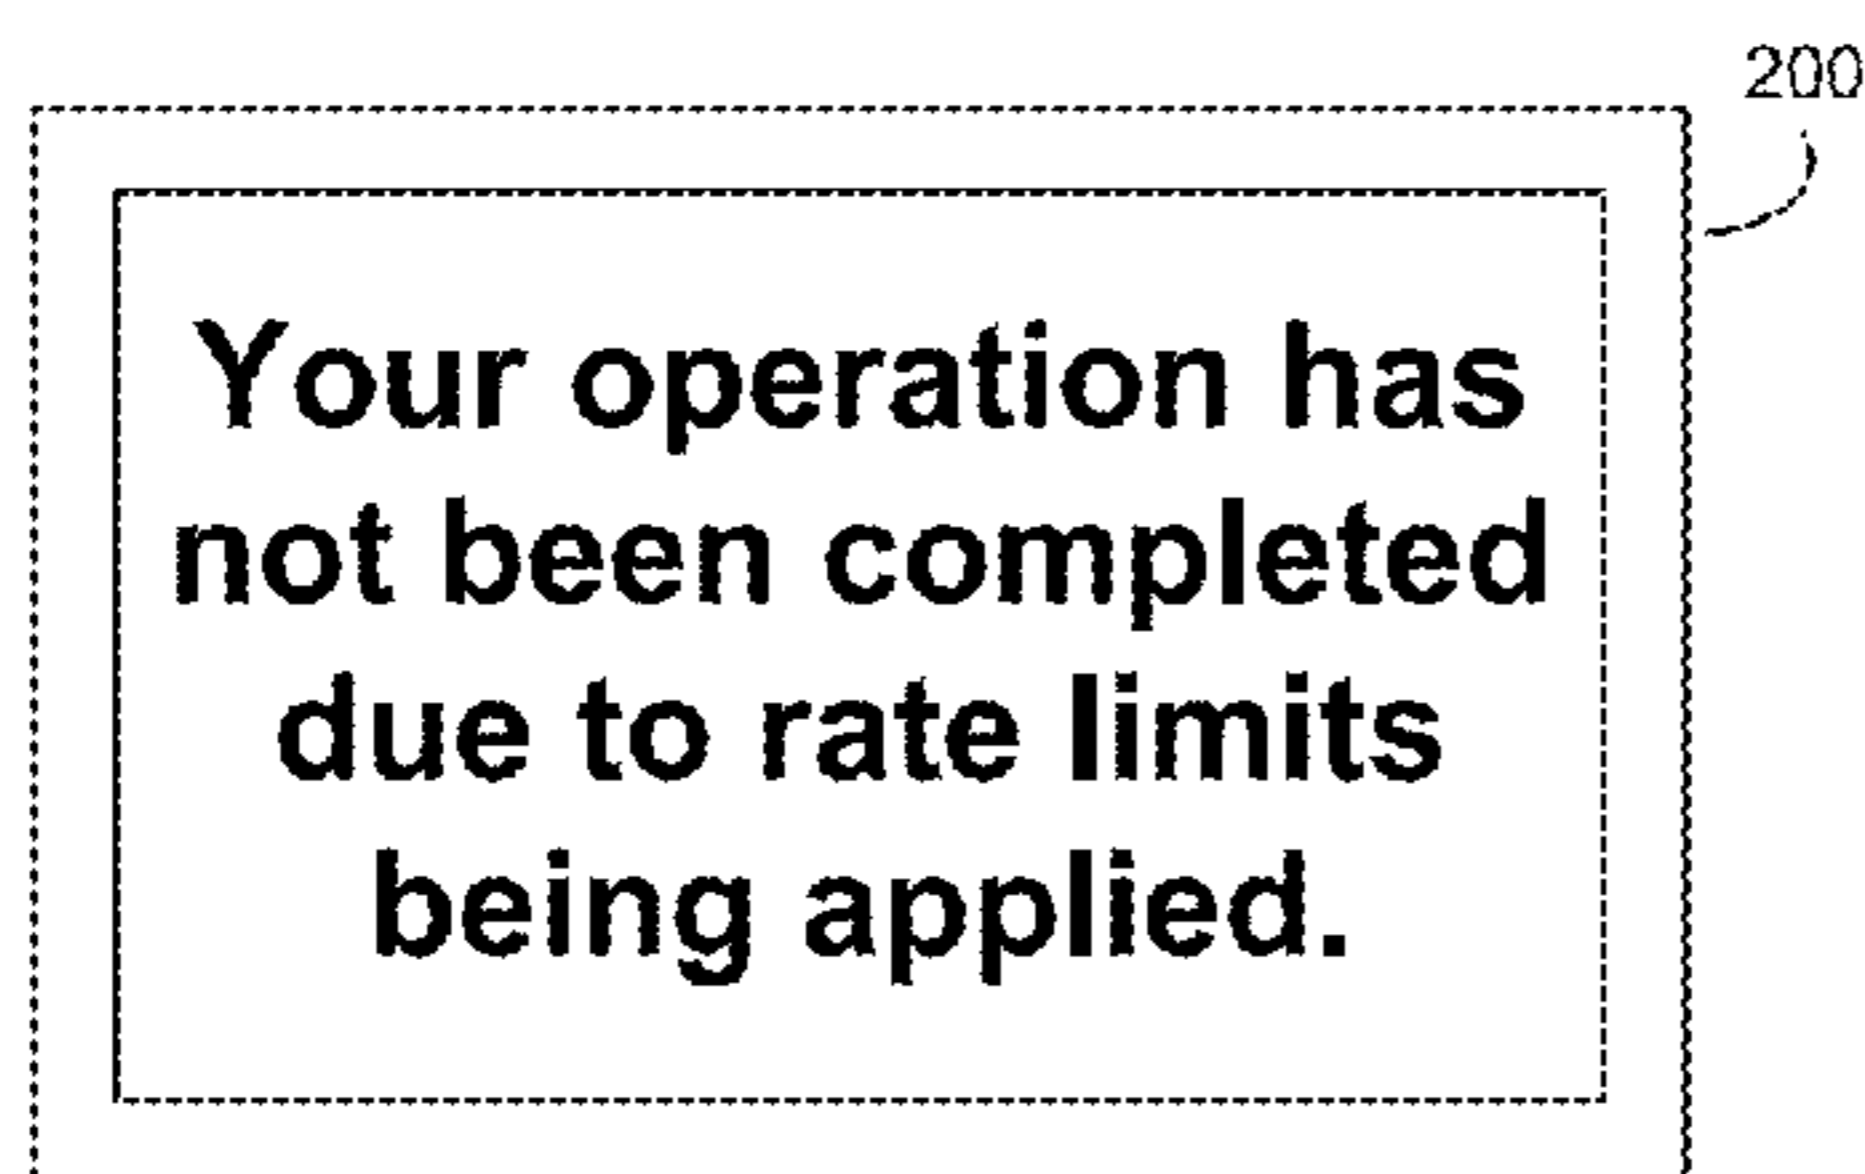 200
Your operation has
not been completed
due to rate limits
being applied.